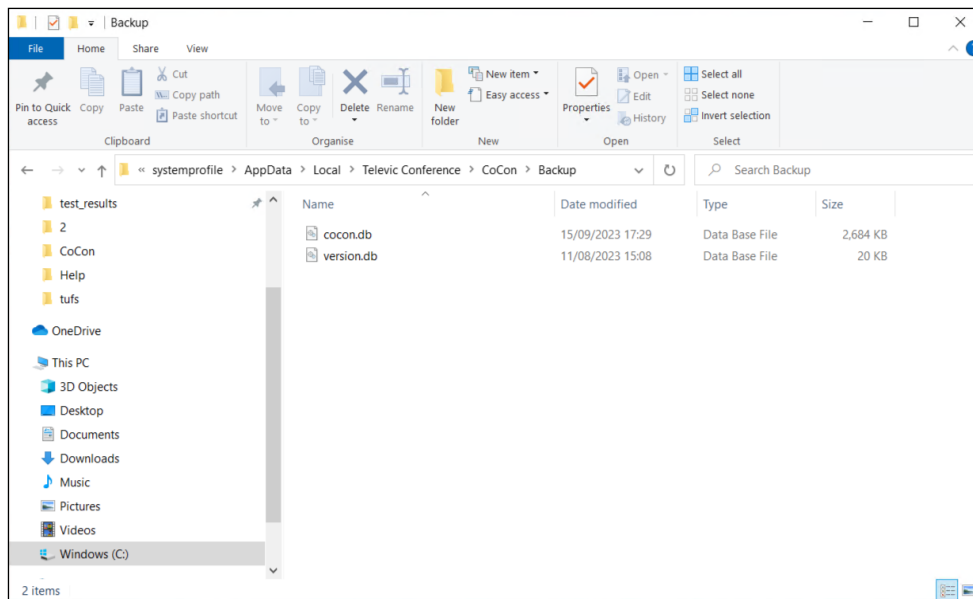 Backup
File Home Share View
Pin to Quick access
Copy
Paste
Cut
Copy path
Paste shortcut
Clipboard
Move to
Copy to
Delete
Rename
Organise
New folder
New item
Easy access
New
Properties
Open
Edit
History
Open
Select all
Select none
Invert selection
Select
« systemprofile > AppData > Local > Televic Conference > CoCon > Backup
Search Backup
test_results
2
CoCon
Help
tufs
OneDrive
This PC
3D Objects
Desktop
Documents
Downloads
Music
Pictures
Videos
Windows (C:)
Name Date modified Type Size
cocon.db 15/09/2023 17:29 Data Base File 2,684 KB
version.db 11/08/2023 15:08 Data Base File 20 KB
2 items